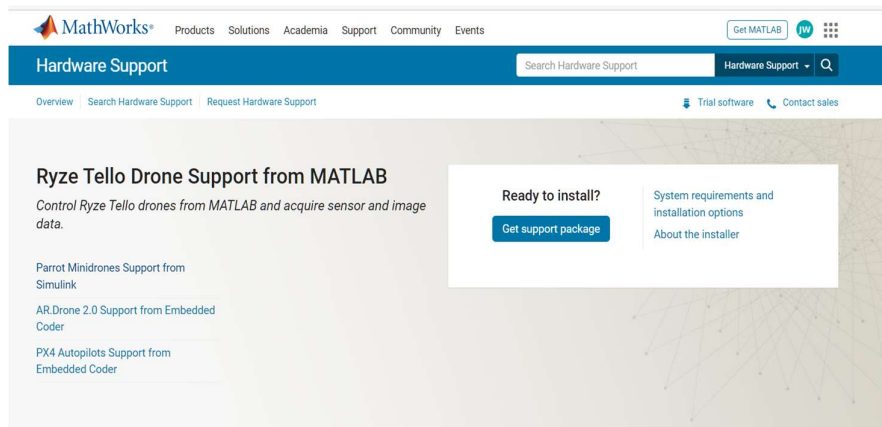 MathWorks®
Products Solutions Academia Support Community Events
Get MATLAB
JW
Hardware Support
Search Hardware Support
Hardware Support
Overview Search Hardware Support Request Hardware Support
Trial software Contact sales
Ryze Tello Drone Support from MATLAB
Control Ryze Tello drones from MATLAB and acquire sensor and image
data.
Parrot Minidrones Support from
Simulink
AR.Drone 2.0 Support from Embedded
Coder
PX4 Autopilots Support from
Embedded Coder
Ready to install?
Get support package
System requirements and
installation options
About the installer